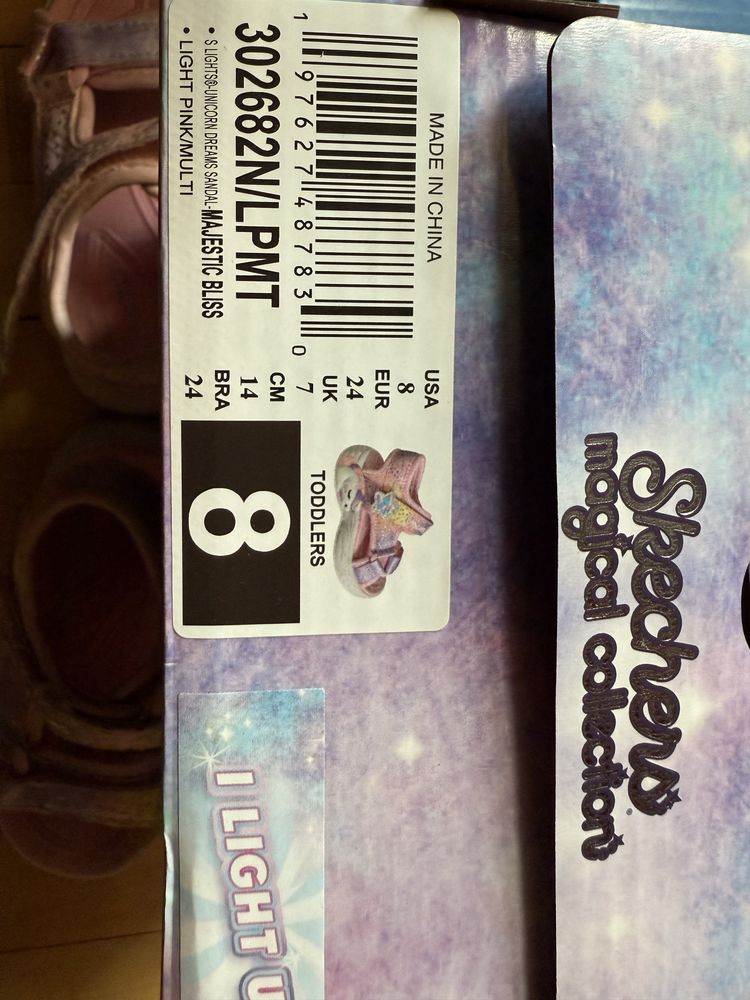 Skechers®
magical collection
MADE IN CHINA
1 97627 48783 0
302682N/LPMT
• S LIGHTS®-UNICORN DREAMS SANDAL-MAJESTIC BLISS
• LIGHT PINK/MULTI
USA
8
EUR
24
UK
7
CM
14
BRA
24
TODDLERS
8
I LIGHT U